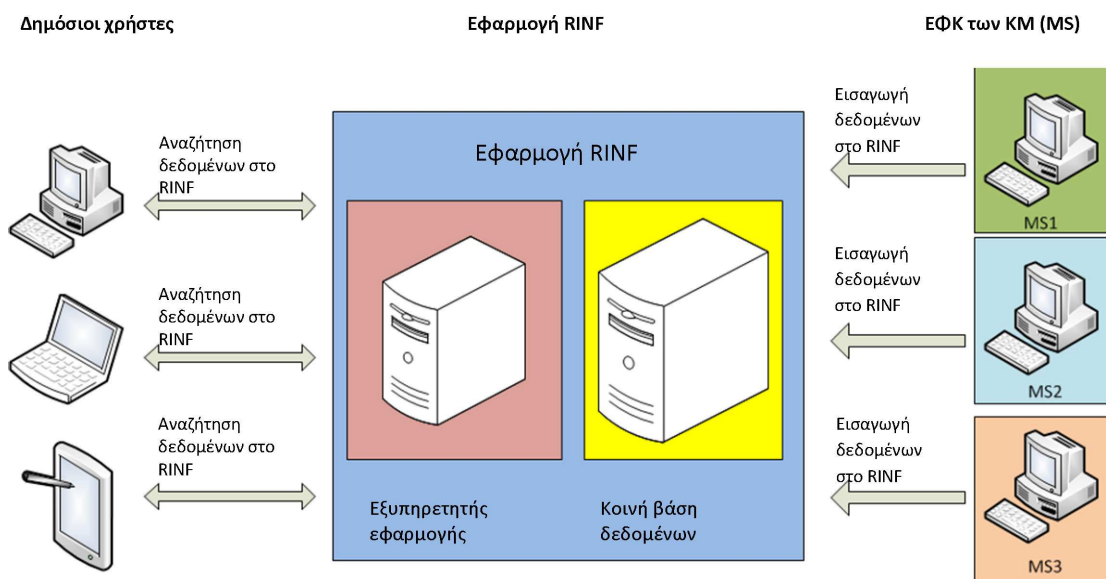 Δημόσιοι χρήστες
Εφαρμογή RINF
ΕΦΚ των ΚΜ (MS)
Αναζήτηση
δεδομένων στο
RINF
Αναζήτηση
δεδομένων στο
RINF
Αναζήτηση
δεδομένων στο
RINF
Εφαρμογή RINF
Εξυπηρετητής
εφαρμογής
Κοινή βάση
δεδομένων
Εισαγωγή
δεδομένων
στο RINF
MS1
Εισαγωγή
δεδομένων
στο RINF
MS2
Εισαγωγή
δεδομένων
στο RINF
MS3